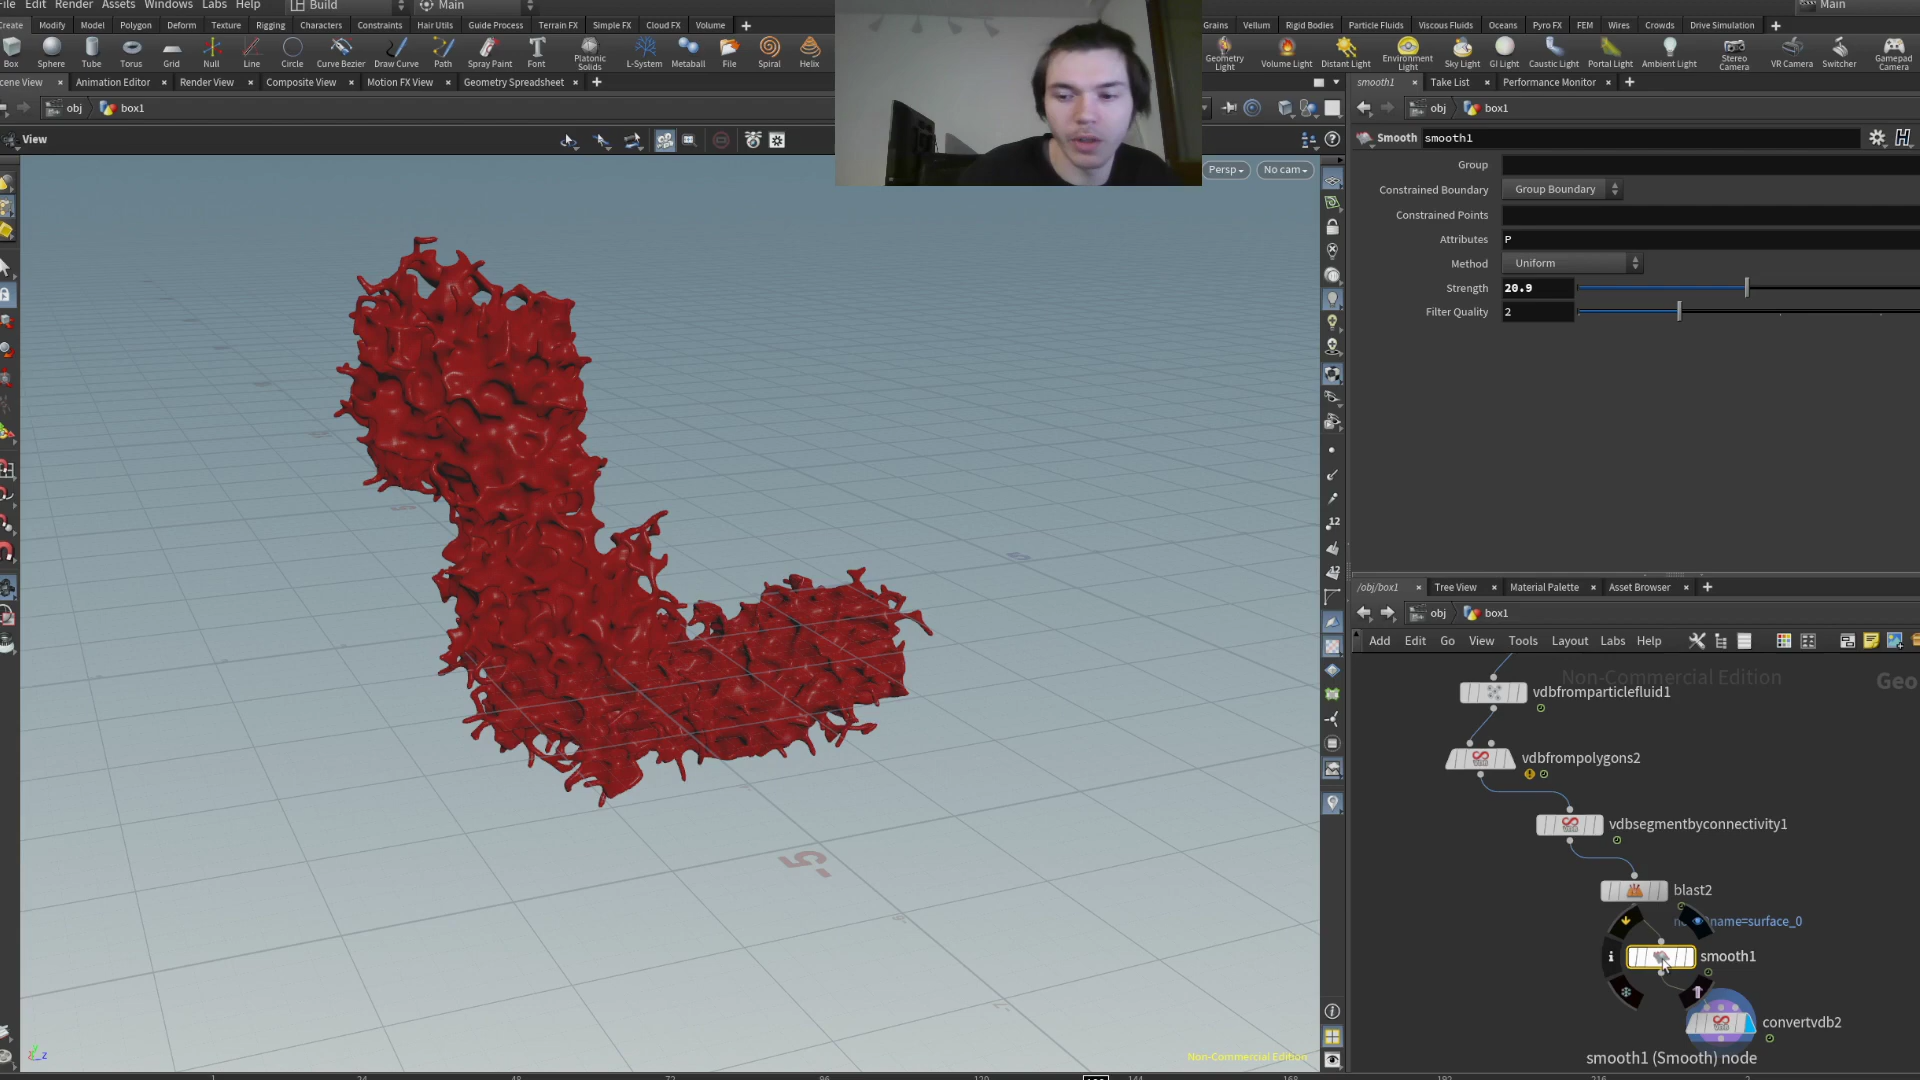 File Edit Render Assets Windows Labs Help Build Main Main
Create Modify Model Polygon Deform Texture Rigging Characters Constraints Hair Utils Guide Process Terrain FX Simple FX Cloud FX Volume Grains Vellum Rigid Bodies Particle Fluids Viscous Fluids Oceans Pyro FX FEM Wires Crowds Drive Simulation
Box Sphere Tube Torus Grid Null Line Circle Curve Bezier Draw Curve Path Spray Paint Font Platonic Solids L-System Metaball File Spiral Helix Geometry Light Volume Light Distant Light Environment Light Sky Light GI Light Caustic Light Portal Light Ambient Light Stereo Camera VR Camera Switcher Gamepad Camera
Scene View Animation Editor Render View Composite View Motion FX View Geometry Spreadsheet smooth1 Take List Performance Monitor
obj box1 obj box1
View Smooth smooth1
Persp No cam
Group
Constrained Boundary Group Boundary
Constrained Points
Attributes P
Method Uniform
Strength 20.9
Filter Quality 2
/obj/box1 Tree View Material Palette Asset Browser
obj box1
Add Edit Go View Tools Layout Labs Help
Non-Commercial Edition Geo
vdbfromparticlefluid1
vdbfrompolygons2
vdbsegmentbyconnectivity1
blast2
name=surface_0
smooth1
convertvdb2
smooth1 (Smooth) node
Non-Commercial Edition